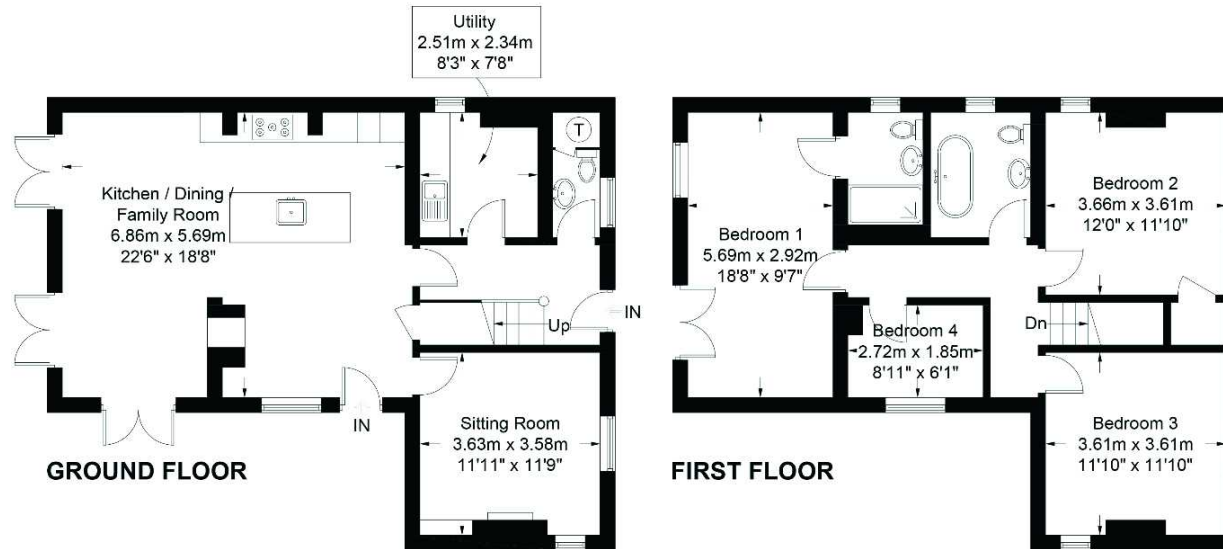 Utility
2.51m x 2.34m
8'3" x 7'8"
T
Kitchen / Dining /
Family Room
6.86m x 5.69m
22'6" x 18'8"
Up
IN
IN
Sitting Room
3.63m x 3.58m
11'11" x 11'9"
GROUND FLOOR
Bedroom 1
5.69m x 2.92m
18'8" x 9'7"
Bedroom 2
3.66m x 3.61m
12'0" x 11'10"
Bedroom 4
2.72m x 1.85m
8'11" x 6'1"
Dn
Bedroom 3
3.61m x 3.61m
11'10" x 11'10"
FIRST FLOOR